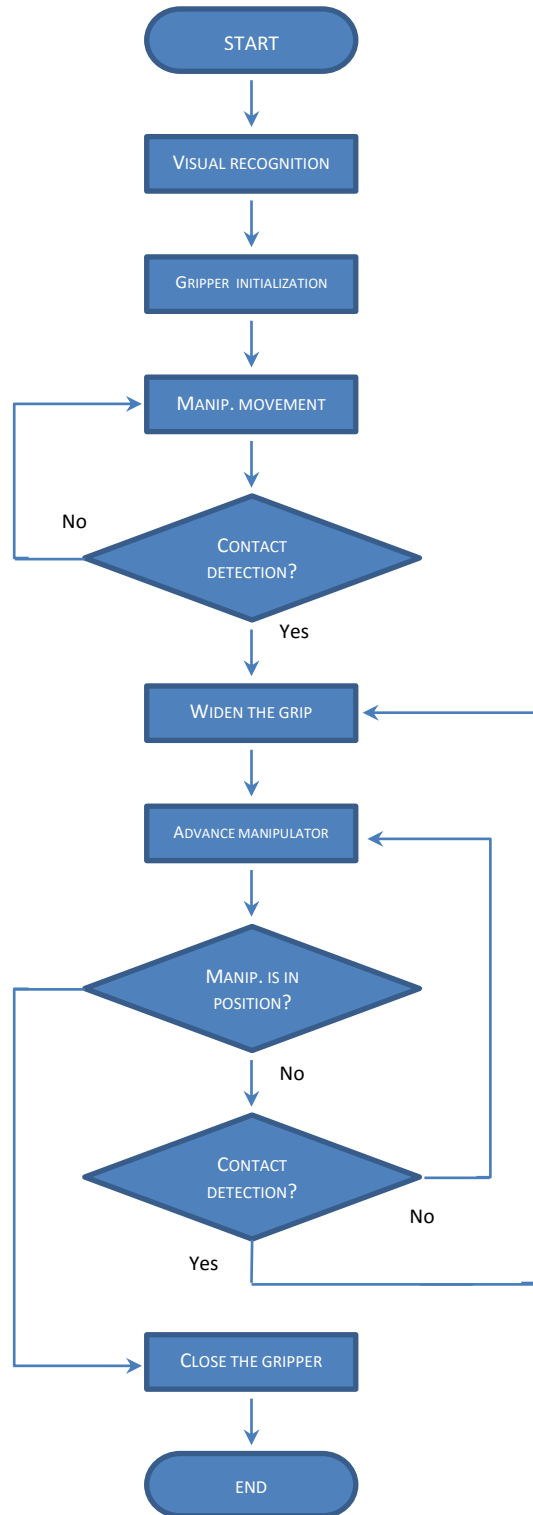 START
VISUAL RECOGNITION
GRIPPER INITIALIZATION
MANIP. MOVEMENT
No
CONTACT
DETECTION?
Yes
WIDEN THE GRIP
ADVANCE MANIPULATOR
MANIP. IS IN
POSITION?
No
CONTACT
DETECTION?
No
Yes
CLOSE THE GRIPPER
END